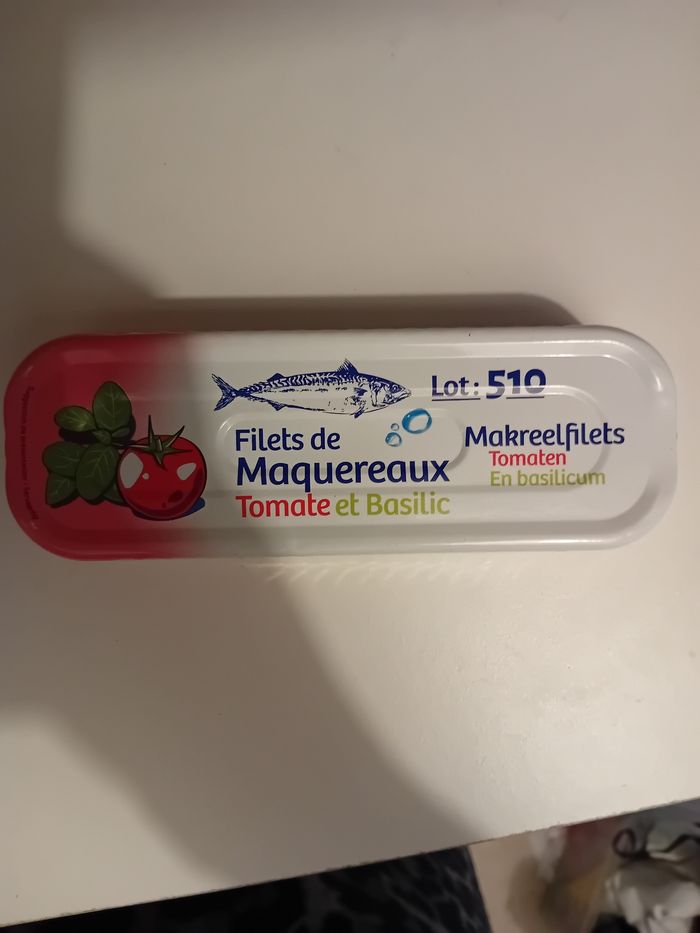 Lot : 510
Filets de
Maquereaux
Tomate et Basilic
Makreelfilets
Tomaten
En basilicum